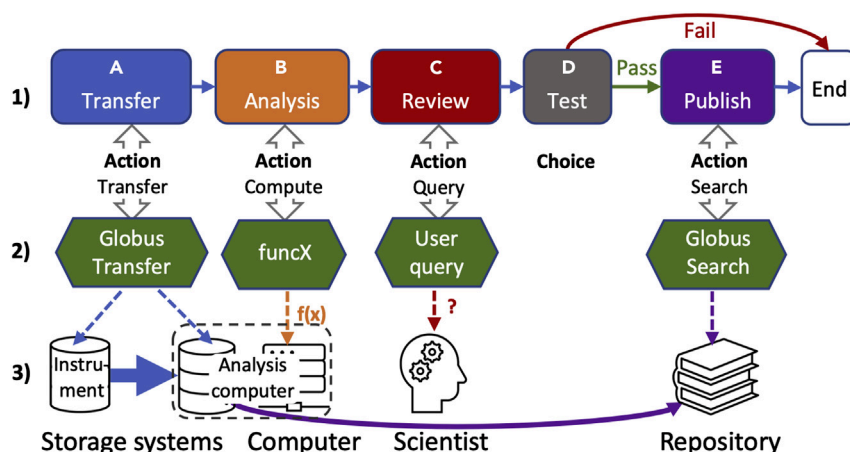 Fail
1)
A
Transfer
B
Analysis
C
Review
D
Test
Pass
E
Publish
End
Action
Transfer
Action
Compute
Action
Query
Choice
Action
Search
2)
Globus
Transfer
funcX
User
query
Globus
Search
f(x)
?
3)
Instru-
ment
Analysis
computer
Storage systems
Computer
Scientist
Repository